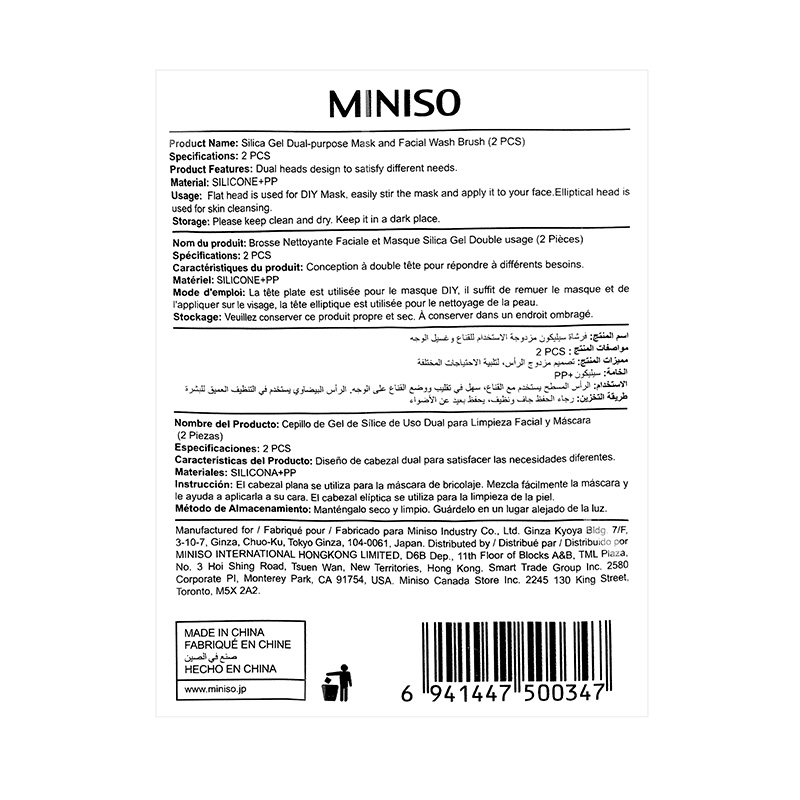 MINISO
Product Name: Silica Gel Dual-purpose Mask and Facial Wash Brush (2 PCS)
Specifications: 2 PCS
Product Features: Dual heads design to satisfy different needs.
Material: SILICONE+PP
Usage: Flat head is used for DIY Mask, easily stir the mask and apply it to your face.Elliptical head is
used for skin cleansing.
Storage: Please keep clean and dry. Keep it in a dark place.
Nom du produit: Brosse Nettoyante Faciale et Masque Silica Gel Double usage (2 Pièces)
Spécifications: 2 PCS
Caractéristiques du produit: Conception à double tête pour répondre à différents besoins.
Matériel: SILICONE+PP
Mode d'emploi: La tête plate est utilisée pour le masque DIY, il suffit de remuer le masque et de
l'appliquer sur le visage, la tête elliptique est utilisée pour le nettoyage de la peau.
Stockage: Veuillez conserver ce produit propre et sec. À conserver dans un endroit ombragé.
اسم المنتج: فرشاة سيليكون مزدوجة الاستخدام للقناع وغسيل الوجه
مواصفات المنتج : 2 PCS
مميزات المنتج: تصميم مزدوج الرأس، لتلبية الاحتياجات المختلفة
الخامة: سيليكون+PP
الاستخدام: الرأس المسطح يستخدم مع القناع، سهل في تقليب ووضع القناع على الوجه. الرأس البيضاوي يستخدم في التنظيف العميق للبشرة
طريقة التخزين: رجاء الحفظ جاف ونظيف، يحفظ بعيد عن الأضواء
Nombre del Producto: Cepillo de Gel de Sílice de Uso Dual para Limpieza Facial y Máscara
(2 Piezas)
Especificaciones: 2 PCS
Características del Producto: Diseño de cabezal dual para satisfacer las necesidades diferentes.
Materiales: SILICONA+PP
Instrucción: El cabezal plana se utiliza para la máscara de bricolaje. Mezcla fácilmente la máscara y
le ayuda a aplicarla a su cara. El cabezal elíptica se utiliza para la limpieza de la piel.
Método de Almacenamiento: Manténgalo seco y limpio. Guárdelo en un lugar alejado de la luz.
Manufactured for / Fabriqué pour / Fabricado para Miniso Industry Co., Ltd. Ginza Kyoya Bldg. 7/F,
3-10-7, Ginza, Chuo-Ku, Tokyo Ginza, 104-0061, Japan. Distributed by / Distribué par / Distribuido por
MINISO INTERNATIONAL HONGKONG LIMITED, D6B Dep., 11th Floor of Blocks A&B, TML Plaza,
No. 3 Hoi Shing Road, Tsuen Wan, New Territories, Hong Kong. Smart Trade Group Inc. 2580
Corporate Pl, Monterey Park, CA 91754, USA. Miniso Canada Store Inc. 2245 130 King Street,
Toronto, M5X 2A2.
MADE IN CHINA
FABRIQUÉ EN CHINE
صنع في الصين
HECHO EN CHINA
www.miniso.jp
6 941447 500347